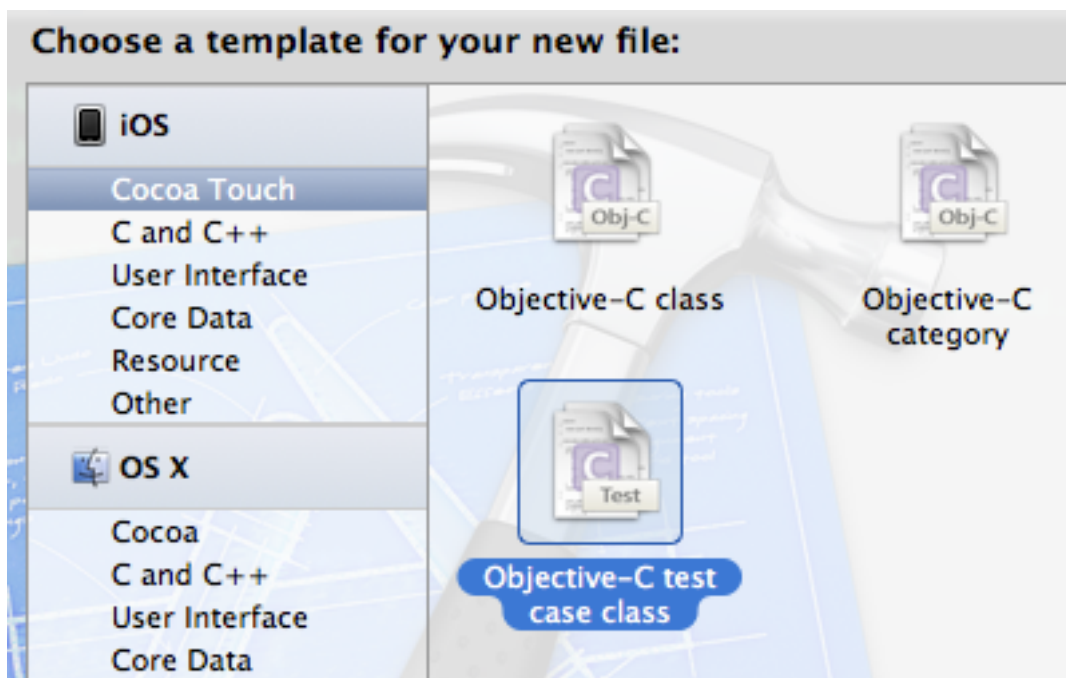 Choose a template for your new file:
iOS
Cocoa Touch
C and C++
User Interface
Core Data
Resource
Other
OS X
Cocoa
C and C++
User Interface
Core Data
Obj-C
Objective-C class
Obj-C
Objective-C
category
Test
Objective-C test
case class